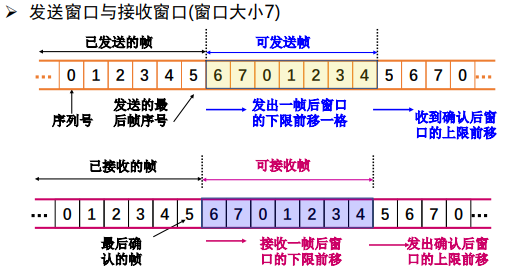 ➢ 发送窗口与接收窗口(窗口大小7)
已发送的帧 可发送帧
... 0 1 2 3 4 5 6 7 0 1 2 3 4 5 6 7 0 ...
序列号
发送的最
后帧序号
发出一帧后窗口
的下限前移一格
收到确认后窗
口的上限前移
已接收的帧 可接收帧
... 0 1 2 3 4 5 6 7 0 1 2 3 4 5 6 7 0 ...
最后确
认的帧
接收一帧后窗
口的下限前移
发出确认后窗
口的上限前移